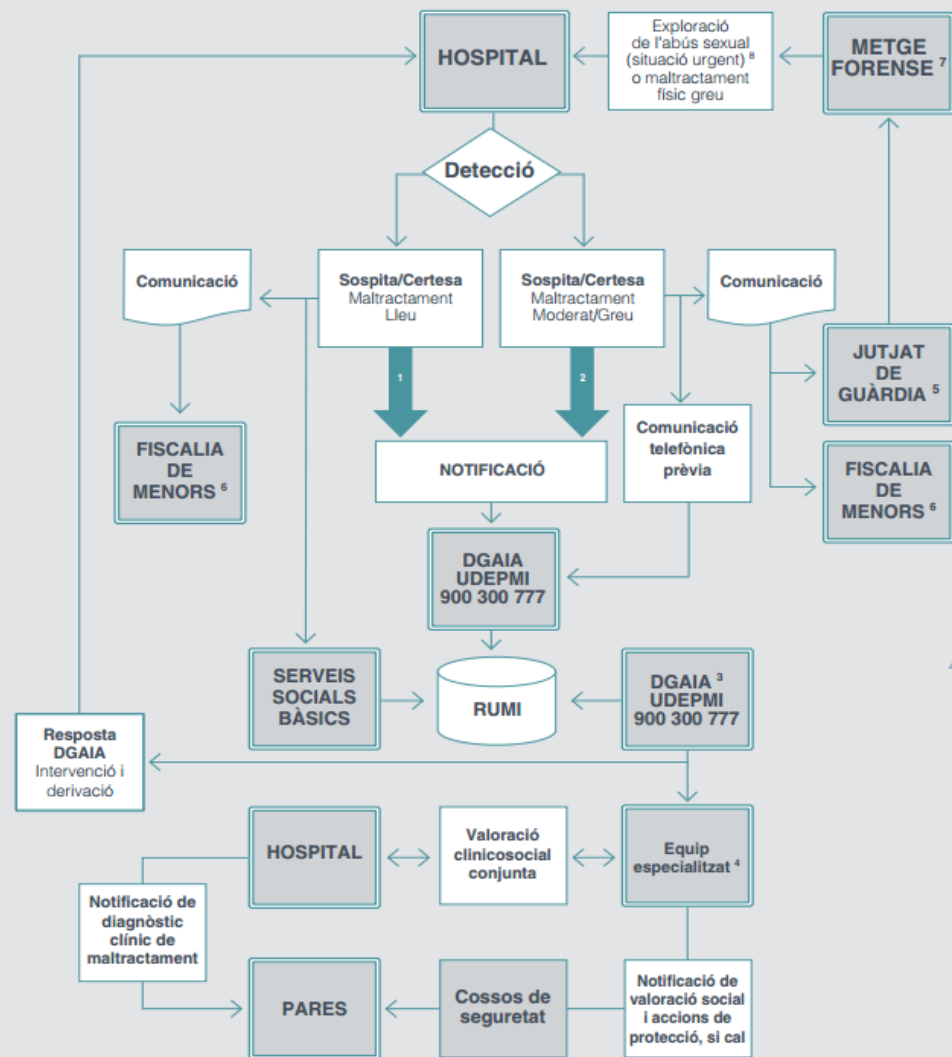 HOSPITAL
Exploració
de l'abús sexual
(situació urgent) 8
o maltractament
físic greu
METGE
FORENSE 7
Detecció
Comunicació
Sospita/Certesa
Maltractament
Lleu
Sospita/Certesa
Maltractament
Moderat/Greu
Comunicació
JUTJAT
DE
GUÀRDIA 5
1
2
FISCALIA
DE
MENORS 6
NOTIFICACIÓ
Comunicació
telefònica
prèvia
FISCALIA
DE
MENORS 6
DGAIA
UDEPMI
900 300 777
SERVEIS
SOCIALS
BÀSICS
RUMI
DGAIA 3
UDEPMI
900 300 777
Resposta
DGAIA
Intervenció i
derivació
HOSPITAL
Valoració
clinicosocial
conjunta
Equip
especialitzat 4
Notificació de
diagnòstic
clínic de
maltractament
PARES
Cossos de
seguretat
Notificació de
valoració social
i accions de
protecció, si cal